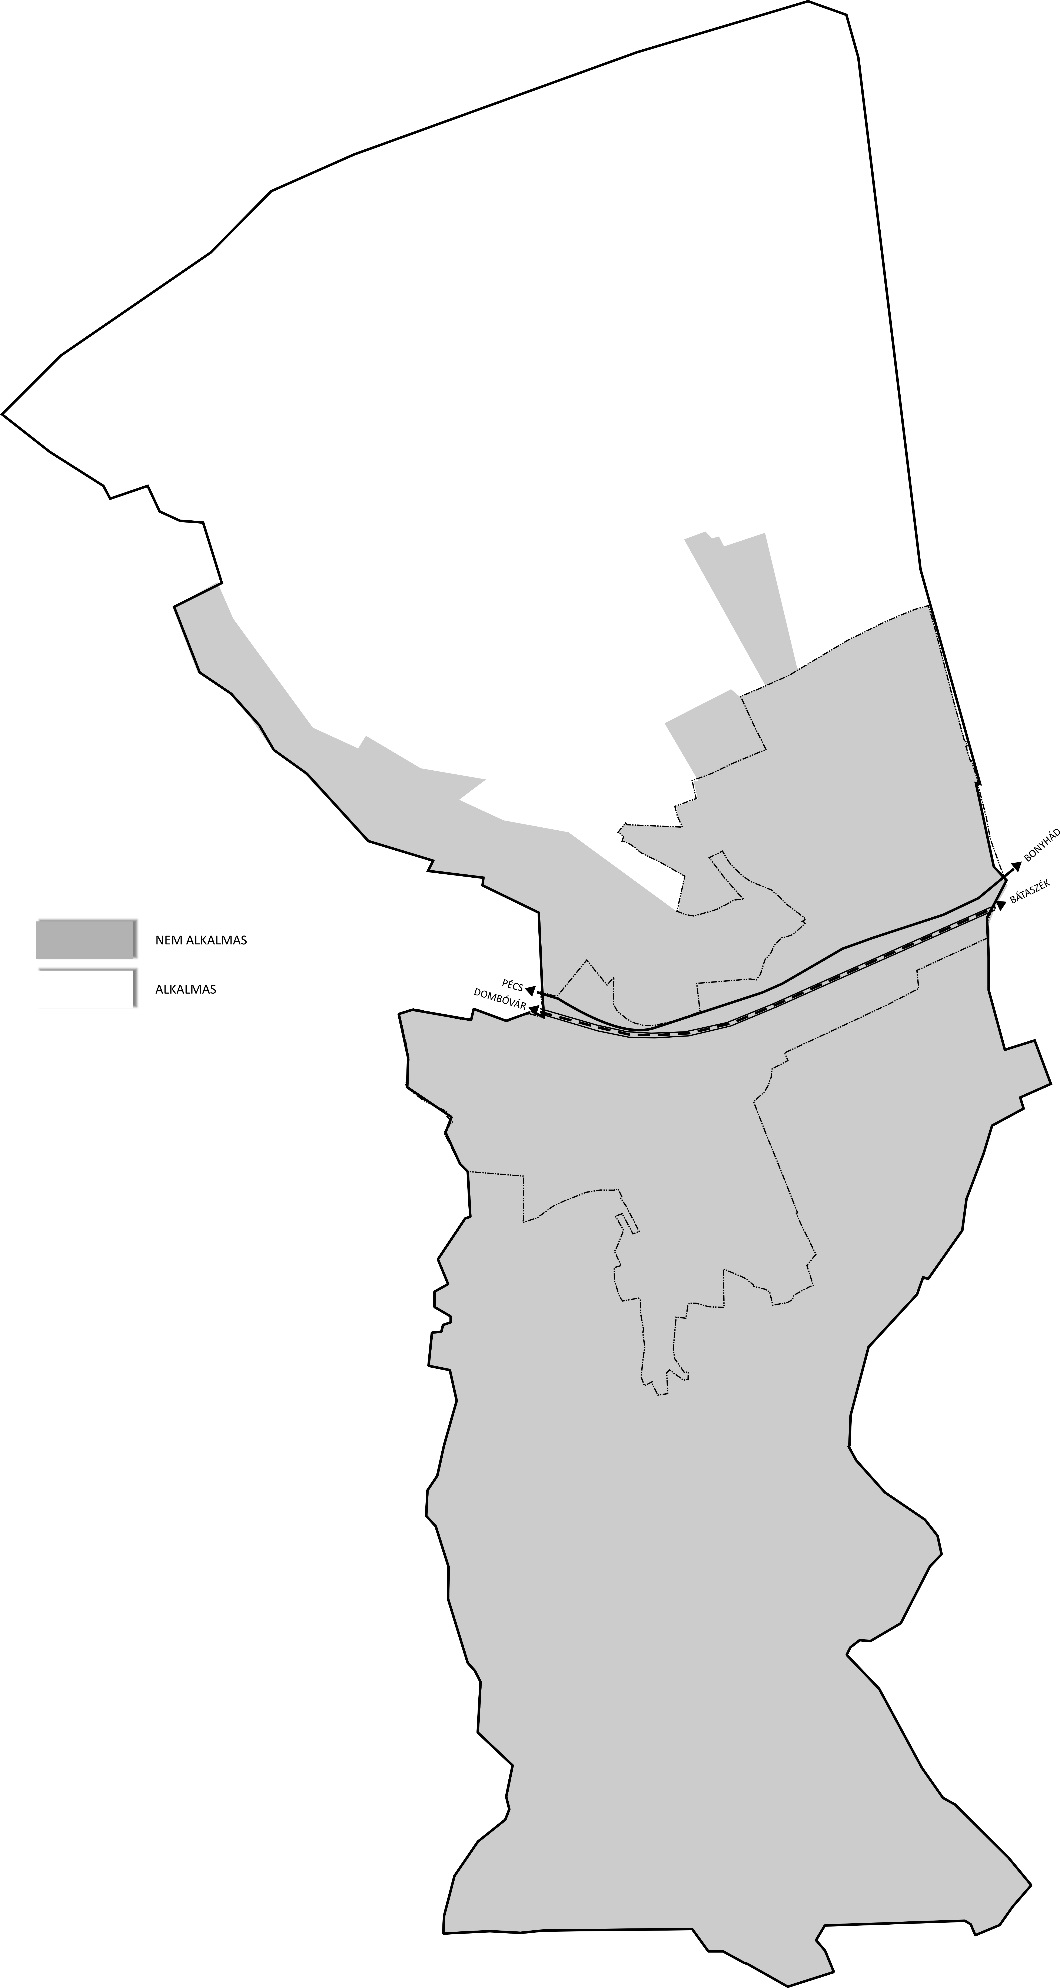 BONYHÁD
BÁTASZÉK
NEM ALKALMAS
ALKALMAS
PÉCS
DOMBÓVÁR